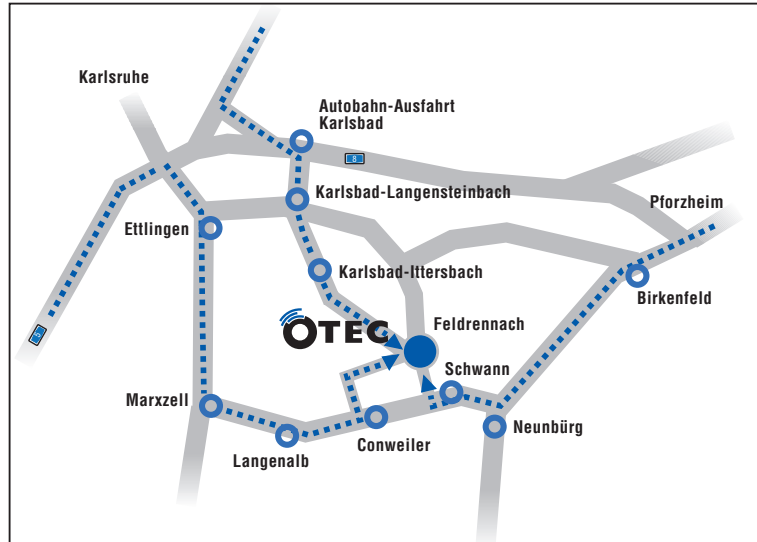 Karlsruhe
Autobahn-Ausfahrt
Karlsbad
8
Karlsbad-Langensteinbach
Pforzheim
Ettlingen
Karlsbad-Ittersbach
Birkenfeld
OTEC
Feldrennach
5
Schwann
Marxzell
Neunbürg
Conweiler
Langenalb